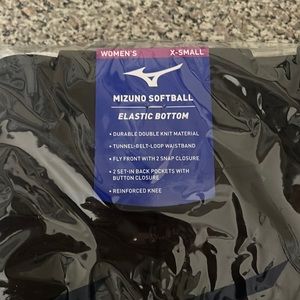 WOMEN'S X-SMALL
MIZUNO SOFTBALL
ELASTIC BOTTOM
• DURABLE DOUBLE KNIT MATERIAL
• TUNNEL-BELT-LOOP WAISTBAND
• FLY FRONT WITH 2 SNAP CLOSURE
• 2 SET-IN BACK POCKETS WITH
BUTTON CLOSURE
• REINFORCED KNEE